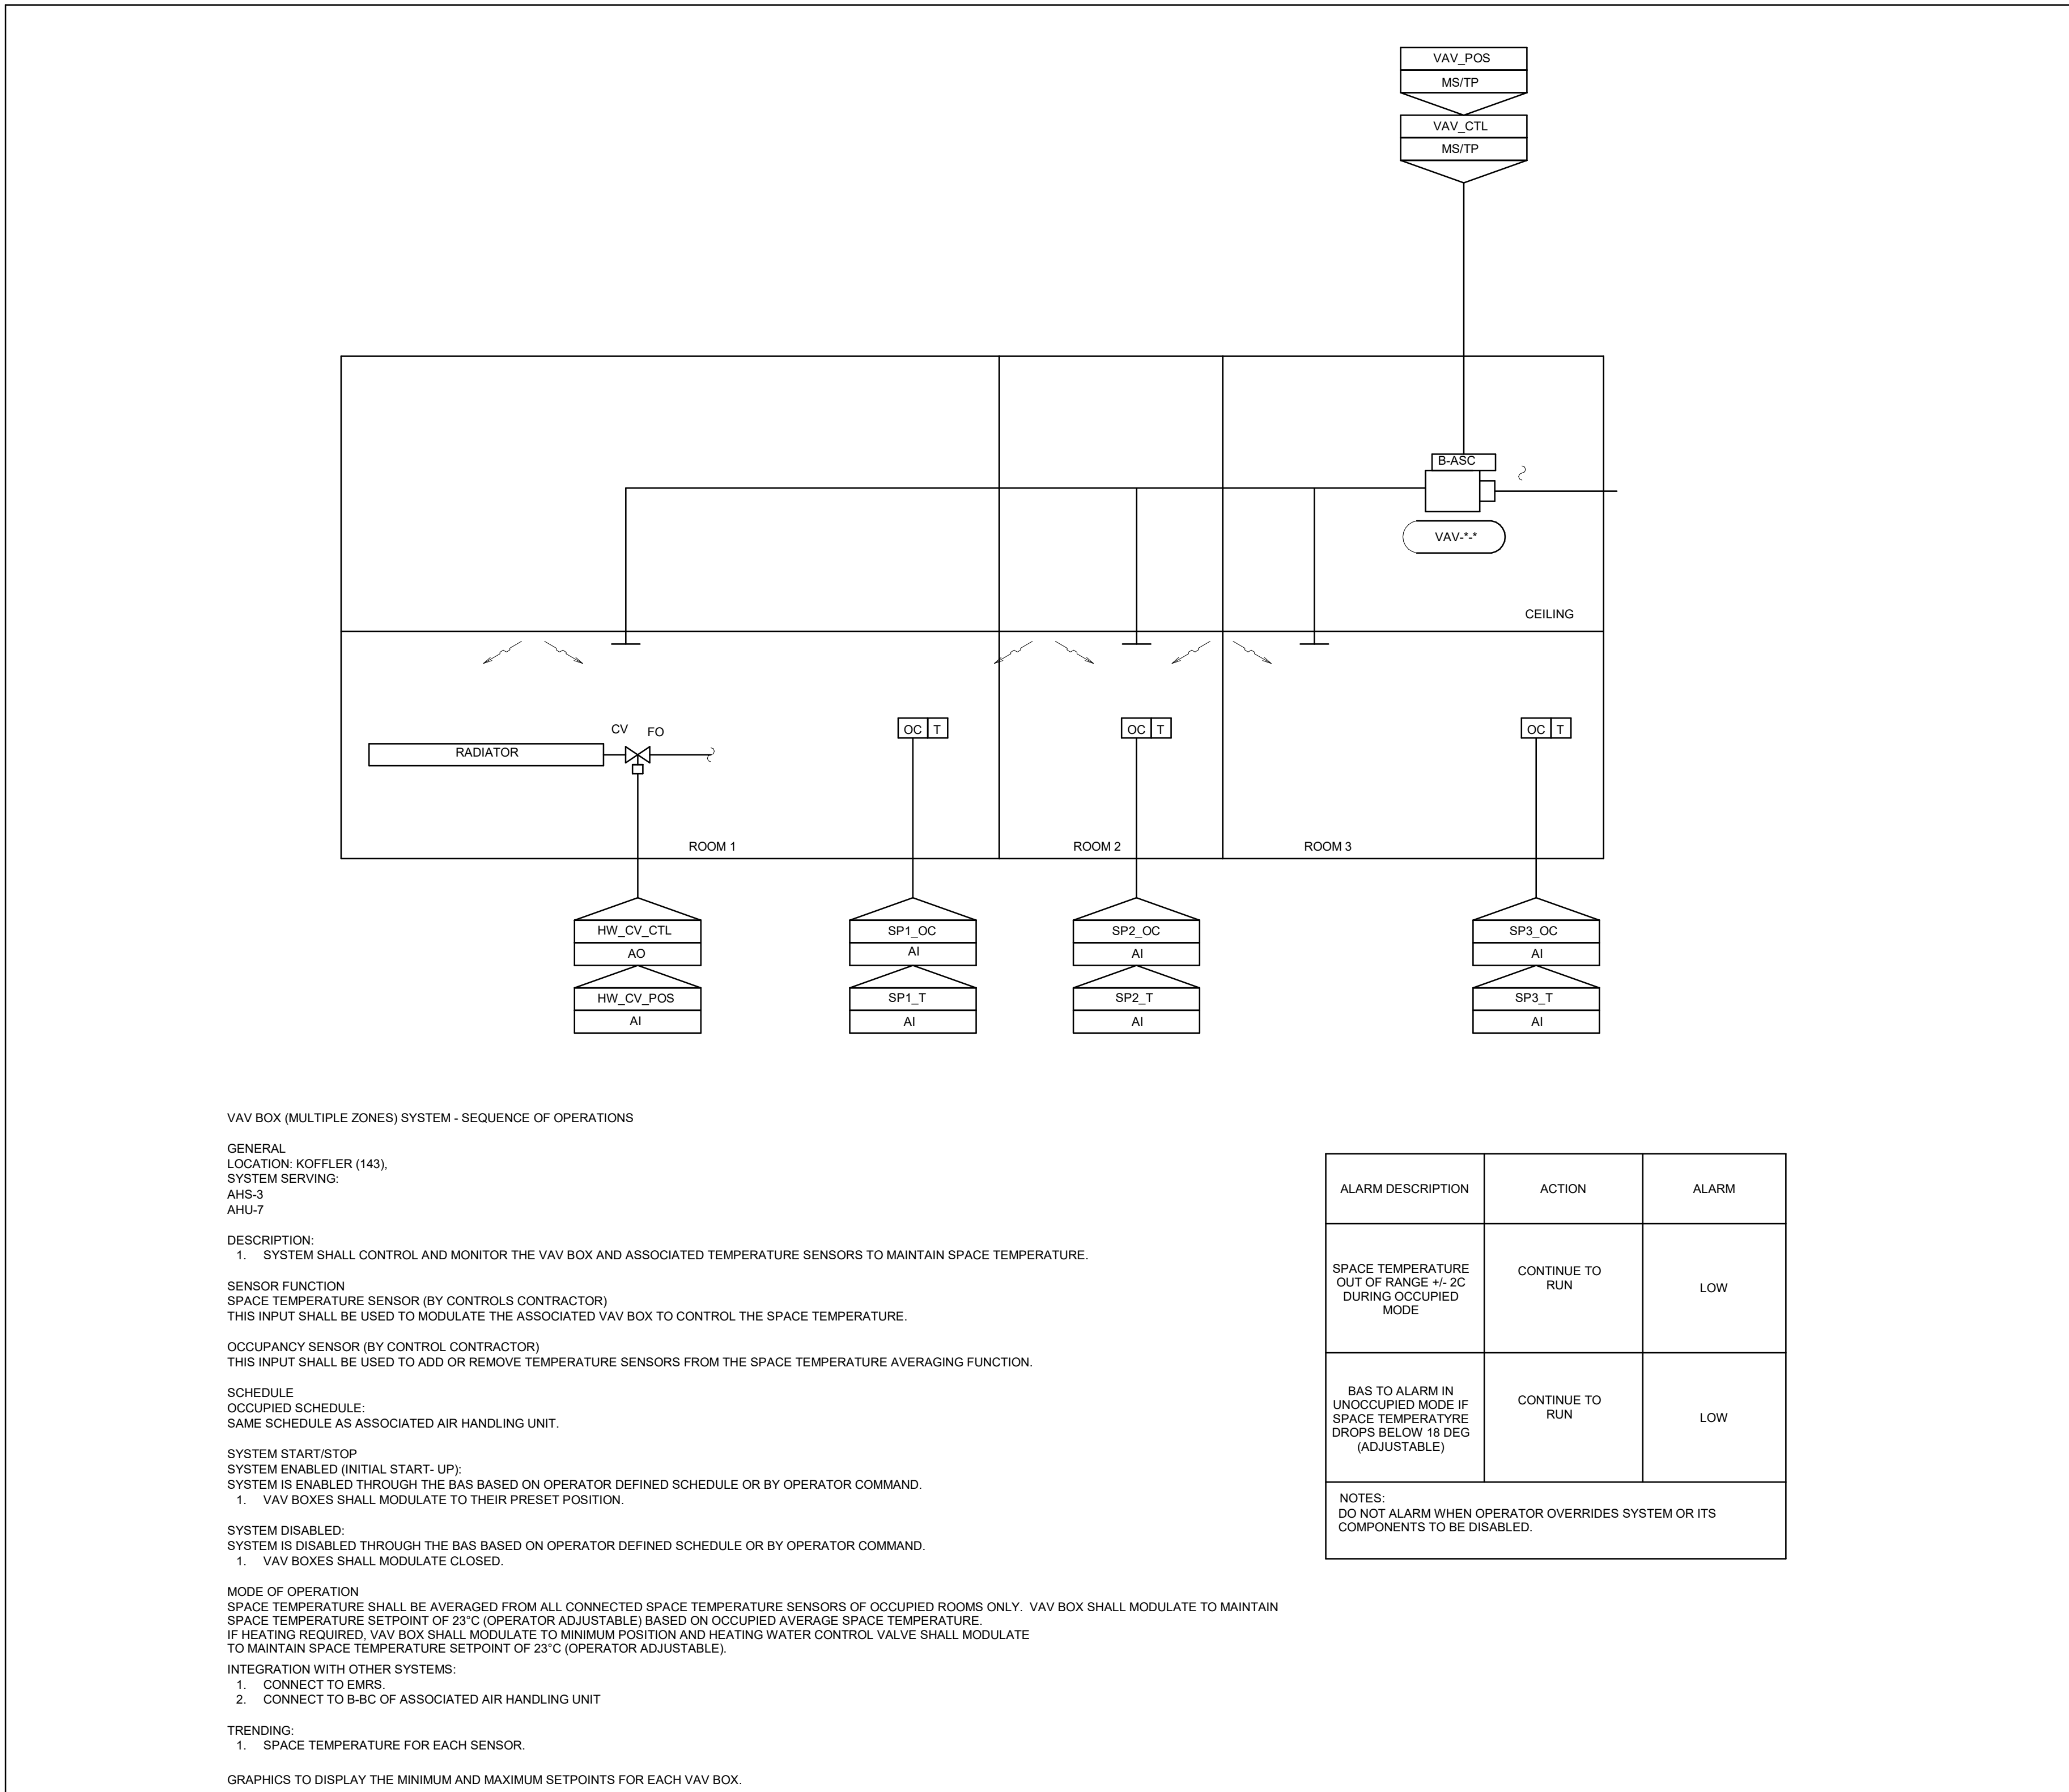 VAV_POS
MS/TP
VAV_CTL
MS/TP
B-ASC
VAV-*-*
CEILING
CV
FO
RADIATOR
OC T
OC T
OC T
ROOM 1
ROOM 2
ROOM 3
HW_CV_CTL
AO
HW_CV_POS
AI
SP1_OC
AI
SP1_T
AI
SP2_OC
AI
SP2_T
AI
SP3_OC
AI
SP3_T
AI
VAV BOX (MULTIPLE ZONES) SYSTEM - SEQUENCE OF OPERATIONS
GENERAL
LOCATION: KOFFLER (143),
SYSTEM SERVING:
AHS-3
AHU-7
DESCRIPTION:
1. SYSTEM SHALL CONTROL AND MONITOR THE VAV BOX AND ASSOCIATED TEMPERATURE SENSORS TO MAINTAIN SPACE TEMPERATURE.
SENSOR FUNCTION
SPACE TEMPERATURE SENSOR (BY CONTROLS CONTRACTOR)
THIS INPUT SHALL BE USED TO MODULATE THE ASSOCIATED VAV BOX TO CONTROL THE SPACE TEMPERATURE.
OCCUPANCY SENSOR (BY CONTROL CONTRACTOR)
THIS INPUT SHALL BE USED TO ADD OR REMOVE TEMPERATURE SENSORS FROM THE SPACE TEMPERATURE AVERAGING FUNCTION.
SCHEDULE
OCCUPIED SCHEDULE:
SAME SCHEDULE AS ASSOCIATED AIR HANDLING UNIT.
SYSTEM START/STOP
SYSTEM ENABLED (INITIAL START- UP):
SYSTEM IS ENABLED THROUGH THE BAS BASED ON OPERATOR DEFINED SCHEDULE OR BY OPERATOR COMMAND.
1. VAV BOXES SHALL MODULATE TO THEIR PRESET POSITION.
SYSTEM DISABLED:
SYSTEM IS DISABLED THROUGH THE BAS BASED ON OPERATOR DEFINED SCHEDULE OR BY OPERATOR COMMAND.
1. VAV BOXES SHALL MODULATE CLOSED.
MODE OF OPERATION
SPACE TEMPERATURE SHALL BE AVERAGED FROM ALL CONNECTED SPACE TEMPERATURE SENSORS OF OCCUPIED ROOMS ONLY. VAV BOX SHALL MODULATE TO MAINTAIN
SPACE TEMPERATURE SETPOINT OF 23°C (OPERATOR ADJUSTABLE) BASED ON OCCUPIED AVERAGE SPACE TEMPERATURE.
IF HEATING REQUIRED, VAV BOX SHALL MODULATE TO MINIMUM POSITION AND HEATING WATER CONTROL VALVE SHALL MODULATE
TO MAINTAIN SPACE TEMPERATURE SETPOINT OF 23°C (OPERATOR ADJUSTABLE).
INTEGRATION WITH OTHER SYSTEMS:
1. CONNECT TO EMRS.
2. CONNECT TO B-BC OF ASSOCIATED AIR HANDLING UNIT
TRENDING:
1. SPACE TEMPERATURE FOR EACH SENSOR.
GRAPHICS TO DISPLAY THE MINIMUM AND MAXIMUM SETPOINTS FOR EACH VAV BOX.
ALARM DESCRIPTION
ACTION
ALARM
SPACE TEMPERATURE
OUT OF RANGE +/- 2C
DURING OCCUPIED
MODE
CONTINUE TO
RUN
LOW
BAS TO ALARM IN
UNOCCUPIED MODE IF
SPACE TEMPERATYRE
DROPS BELOW 18 DEG
(ADJUSTABLE)
CONTINUE TO
RUN
LOW
NOTES:
DO NOT ALARM WHEN OPERATOR OVERRIDES SYSTEM OR ITS
COMPONENTS TO BE DISABLED.